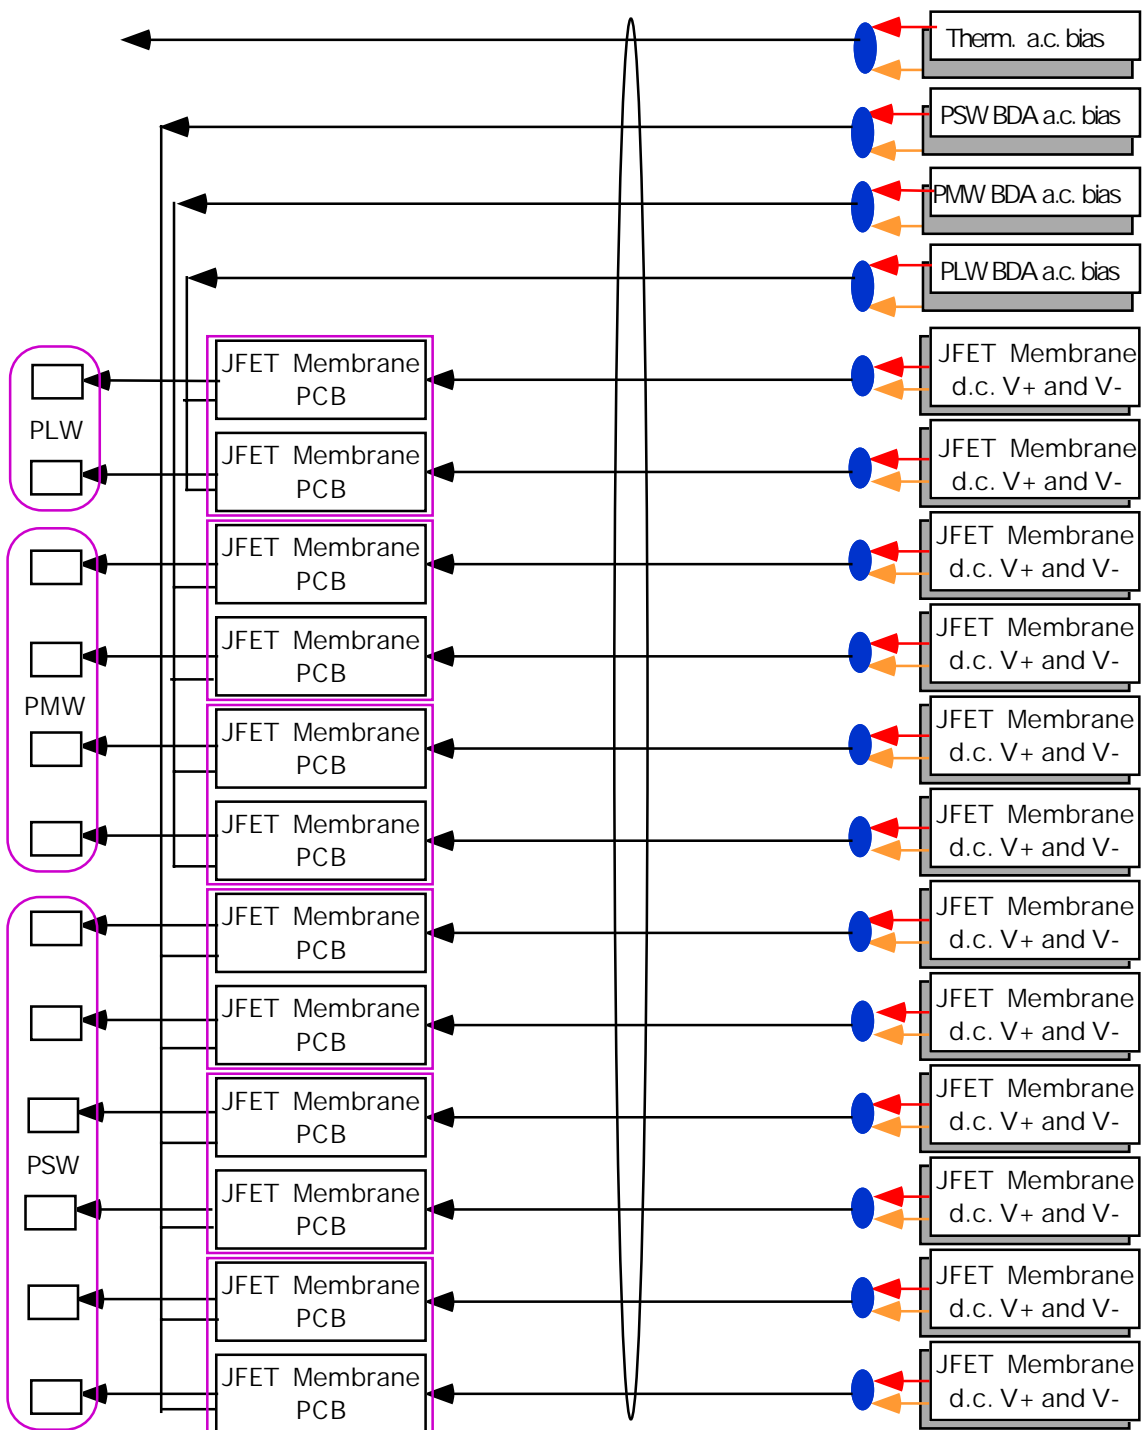 Therm. a.c. bias
PSW BDA a.c. bias
PMW BDA a.c. bias
PLW BDA a.c. bias
JFET Membrane
PCB
JFET Membrane
d.c. V+ and V-
PLW
JFET Membrane
PCB
JFET Membrane
d.c. V+ and V-
JFET Membrane
PCB
JFET Membrane
d.c. V+ and V-
JFET Membrane
PCB
JFET Membrane
d.c. V+ and V-
PMW
JFET Membrane
PCB
JFET Membrane
d.c. V+ and V-
JFET Membrane
PCB
JFET Membrane
d.c. V+ and V-
JFET Membrane
PCB
JFET Membrane
d.c. V+ and V-
JFET Membrane
PCB
JFET Membrane
d.c. V+ and V-
JFET Membrane
PCB
JFET Membrane
d.c. V+ and V-
PSW
JFET Membrane
PCB
JFET Membrane
d.c. V+ and V-
JFET Membrane
PCB
JFET Membrane
d.c. V+ and V-
JFET Membrane
PCB
JFET Membrane
d.c. V+ and V-